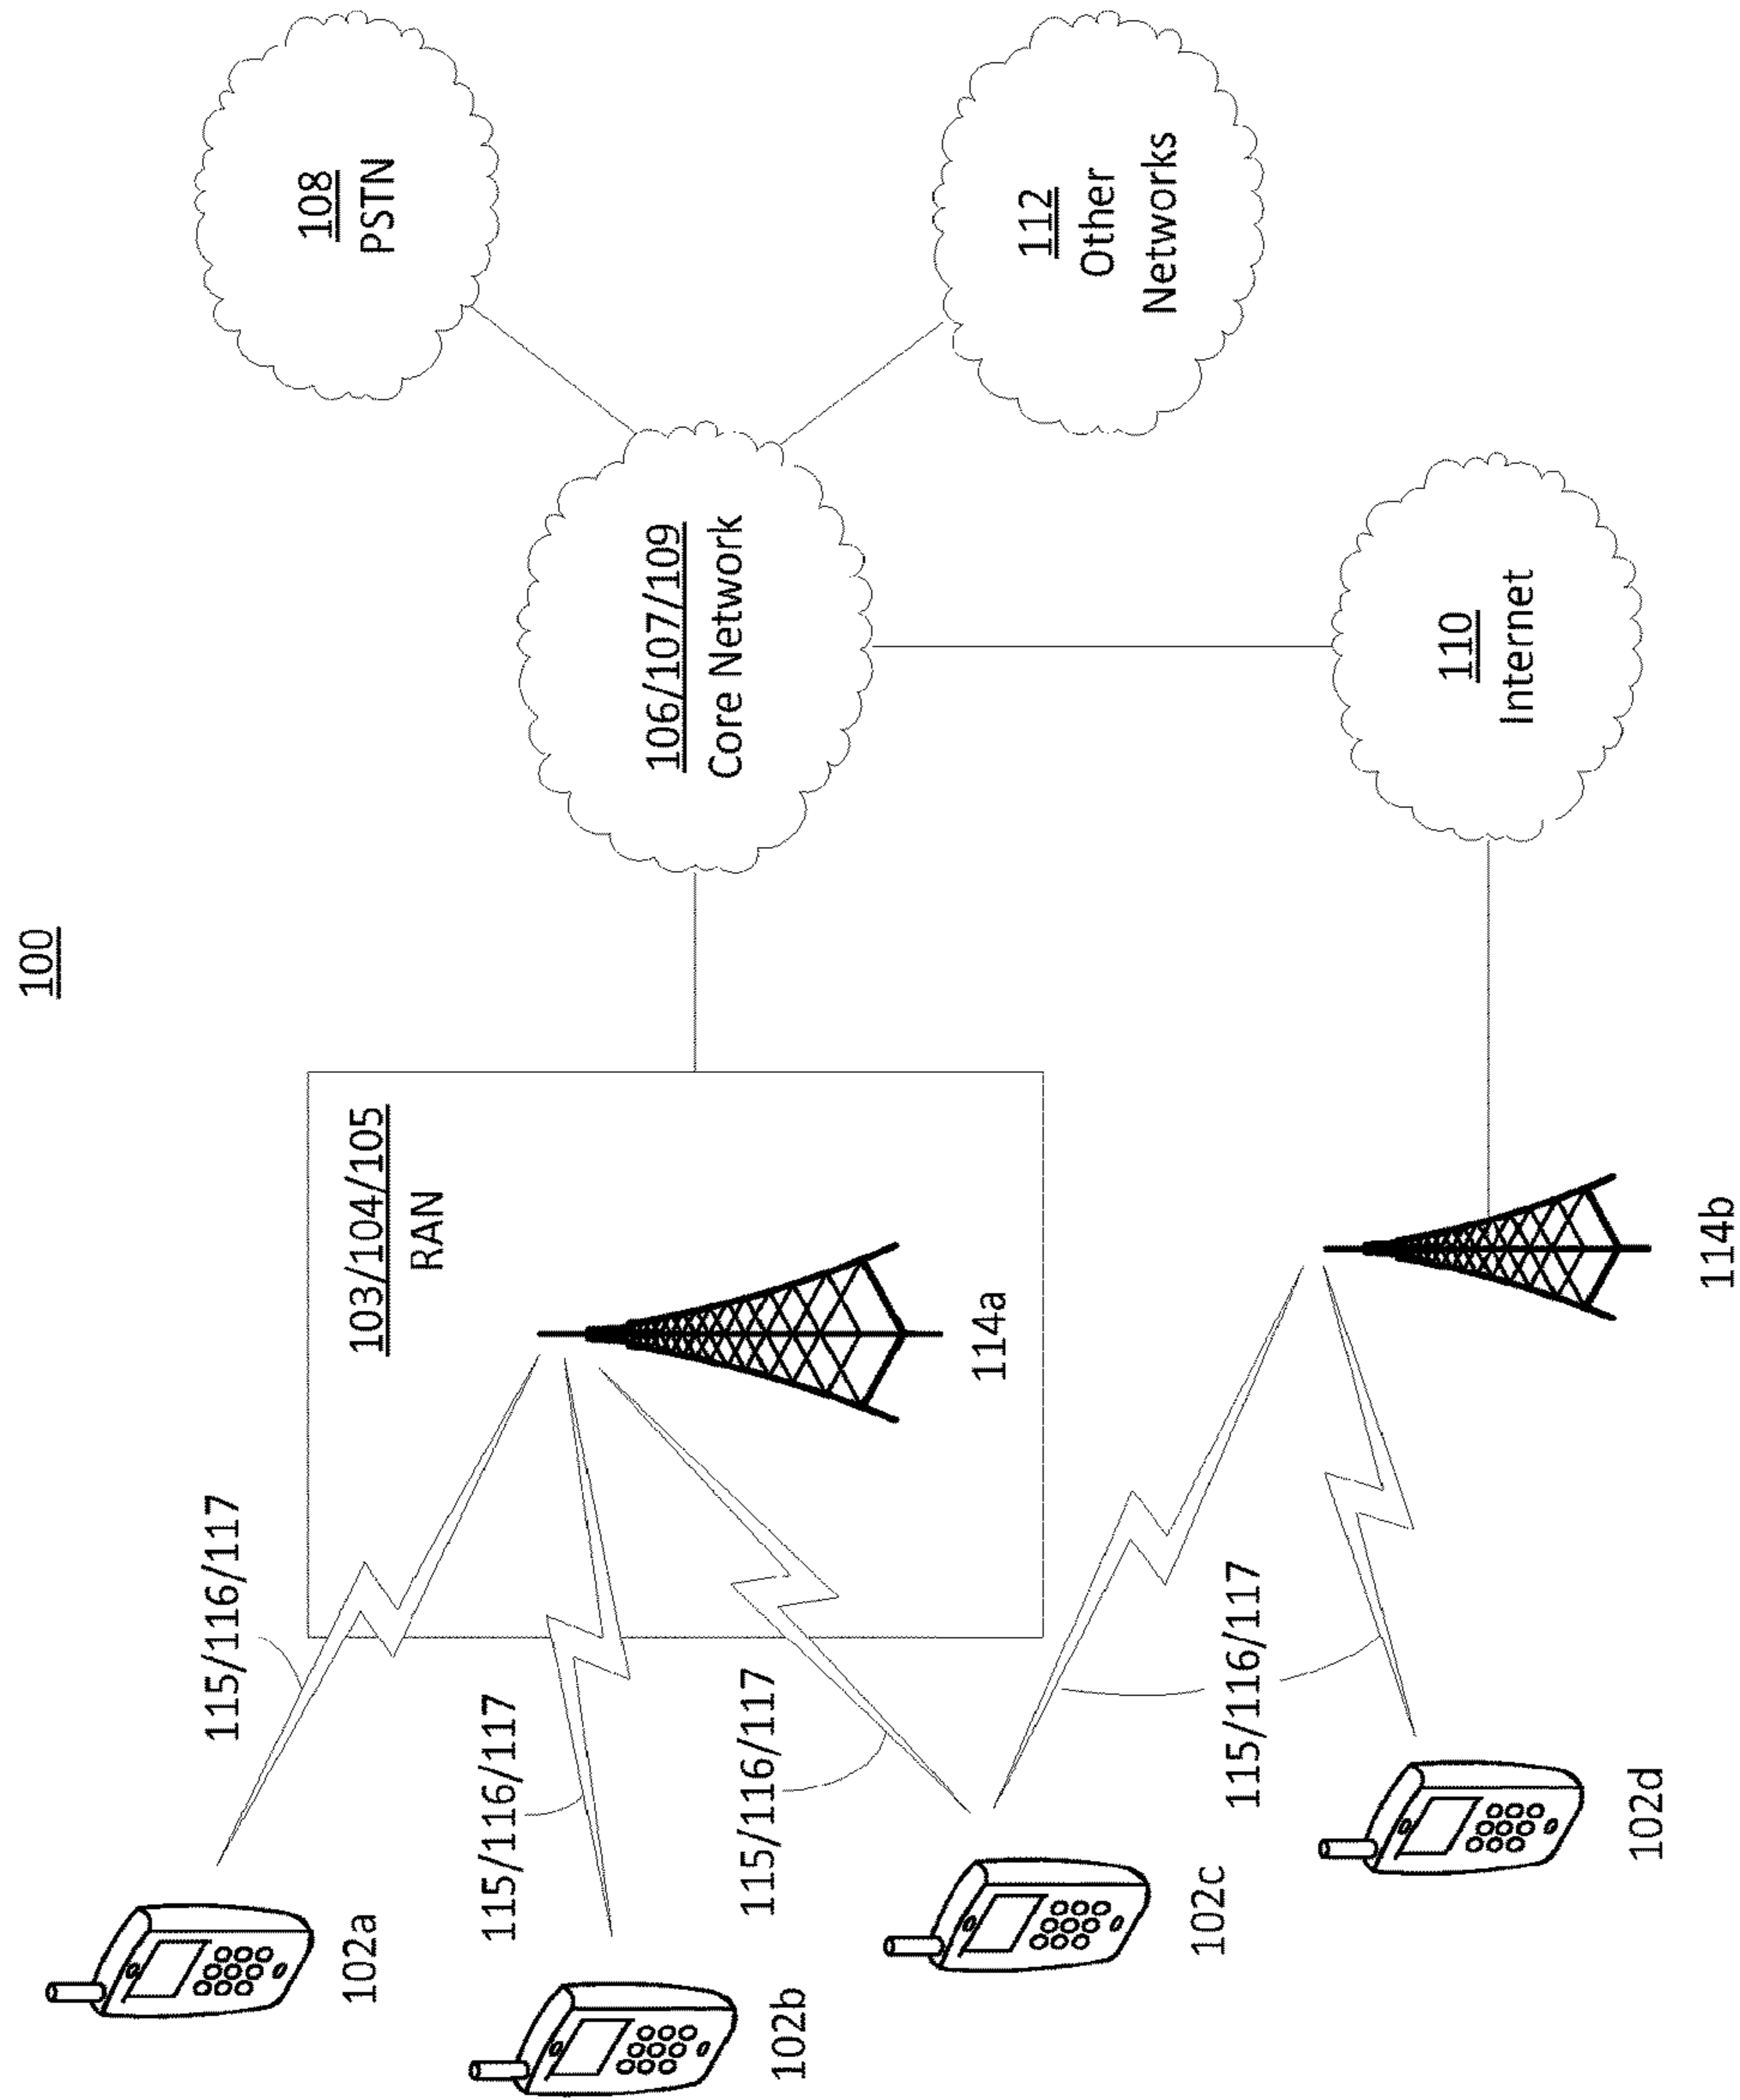 100
108
PSTN
106/107/109
Core Network
112
Other
Networks
110
Internet
103/104/105
RAN
114a
114b
115/116/117
115/116/117
115/116/117
115/116/117
102a
102b
102c
102d